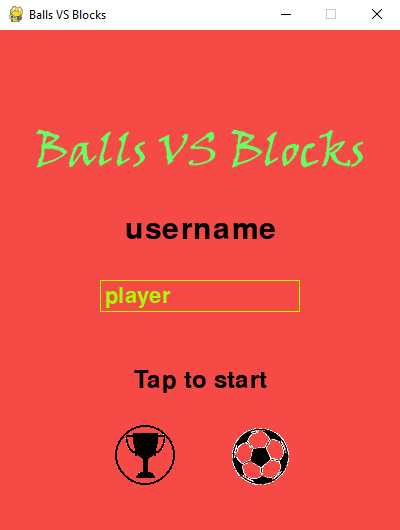 Balls VS Blocks
Balls VS Blocks
username
player
Tap to start